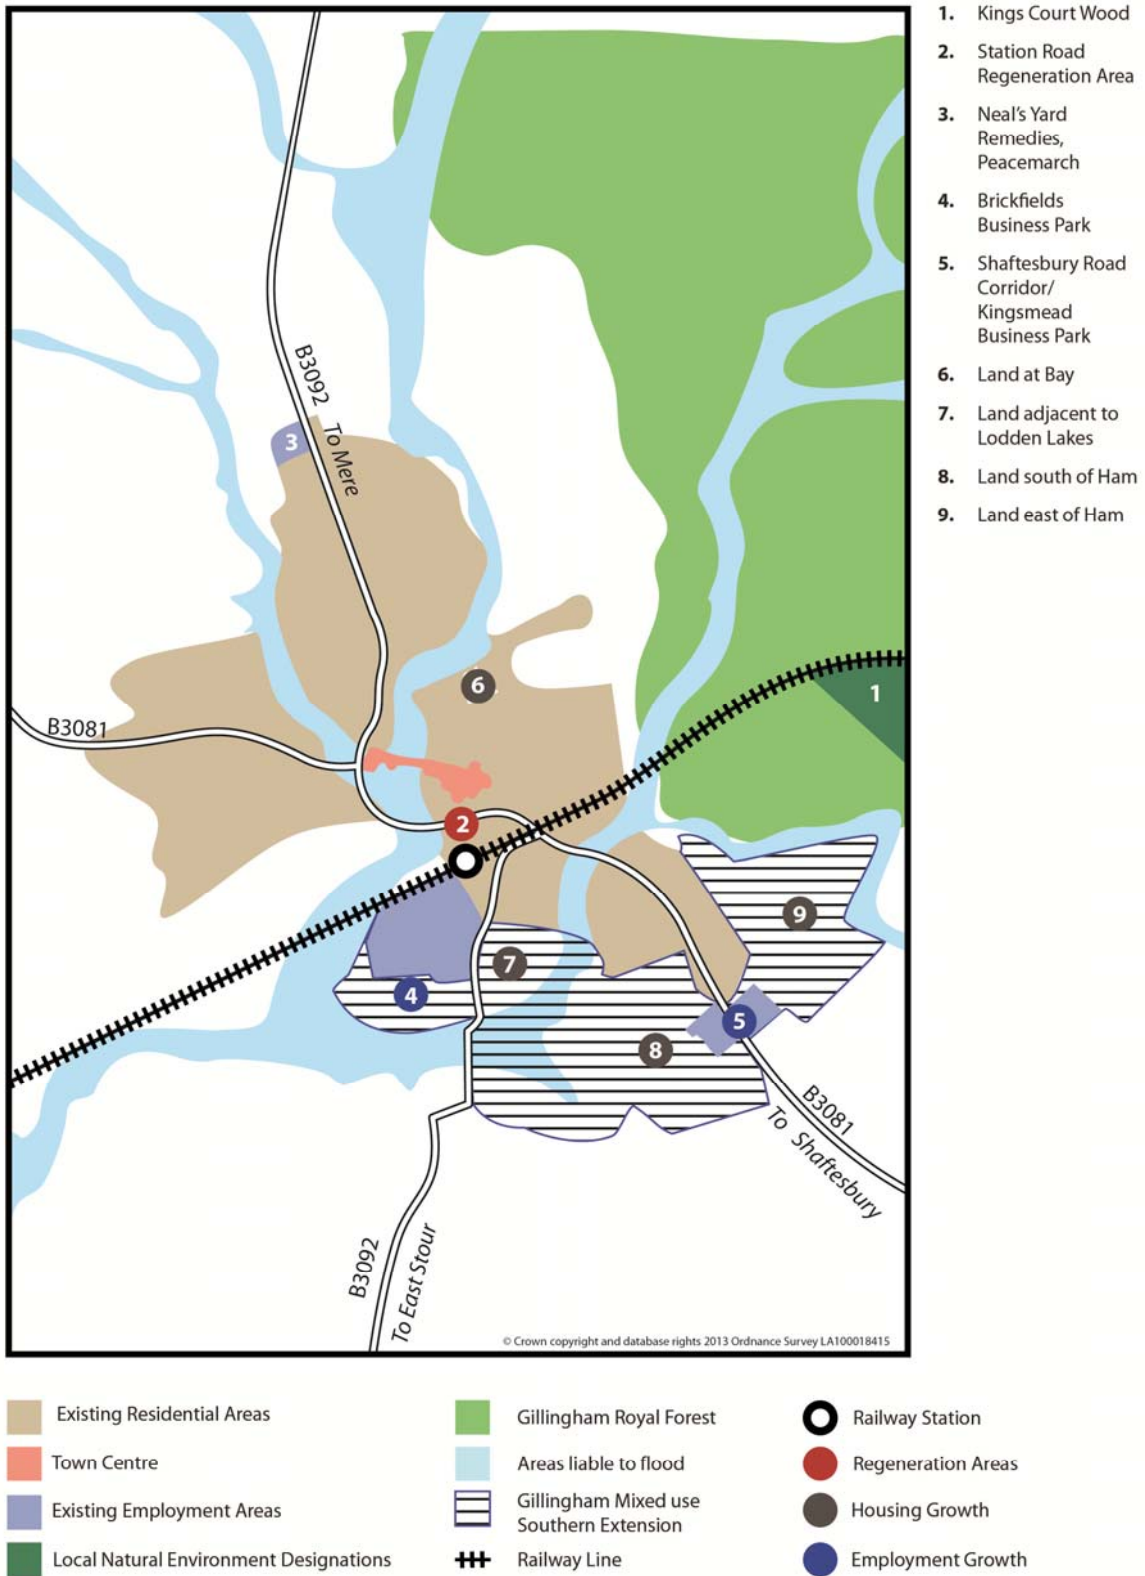 B3092
To Mere
3
6
1
B3081
2
9
7
4
5
8
B3081
To Shaftesbury
B3092
To East Stour
© Crown copyright and database rights 2013 Ordnance Survey LA100018415
1. Kings Court Wood
2. Station Road
Regeneration Area
3. Neal's Yard
Remedies,
Peacemarch
4. Brickfields
Business Park
5. Shaftesbury Road
Corridor/
Kingsmead
Business Park
6. Land at Bay
7. Land adjacent to
Lodden Lakes
8. Land south of Ham
9. Land east of Ham
Existing Residential Areas
Town Centre
Existing Employment Areas
Local Natural Environment Designations
Gillingham Royal Forest
Areas liable to flood
Gillingham Mixed use
Southern Extension
Railway Line
Railway Station
Regeneration Areas
Housing Growth
Employment Growth